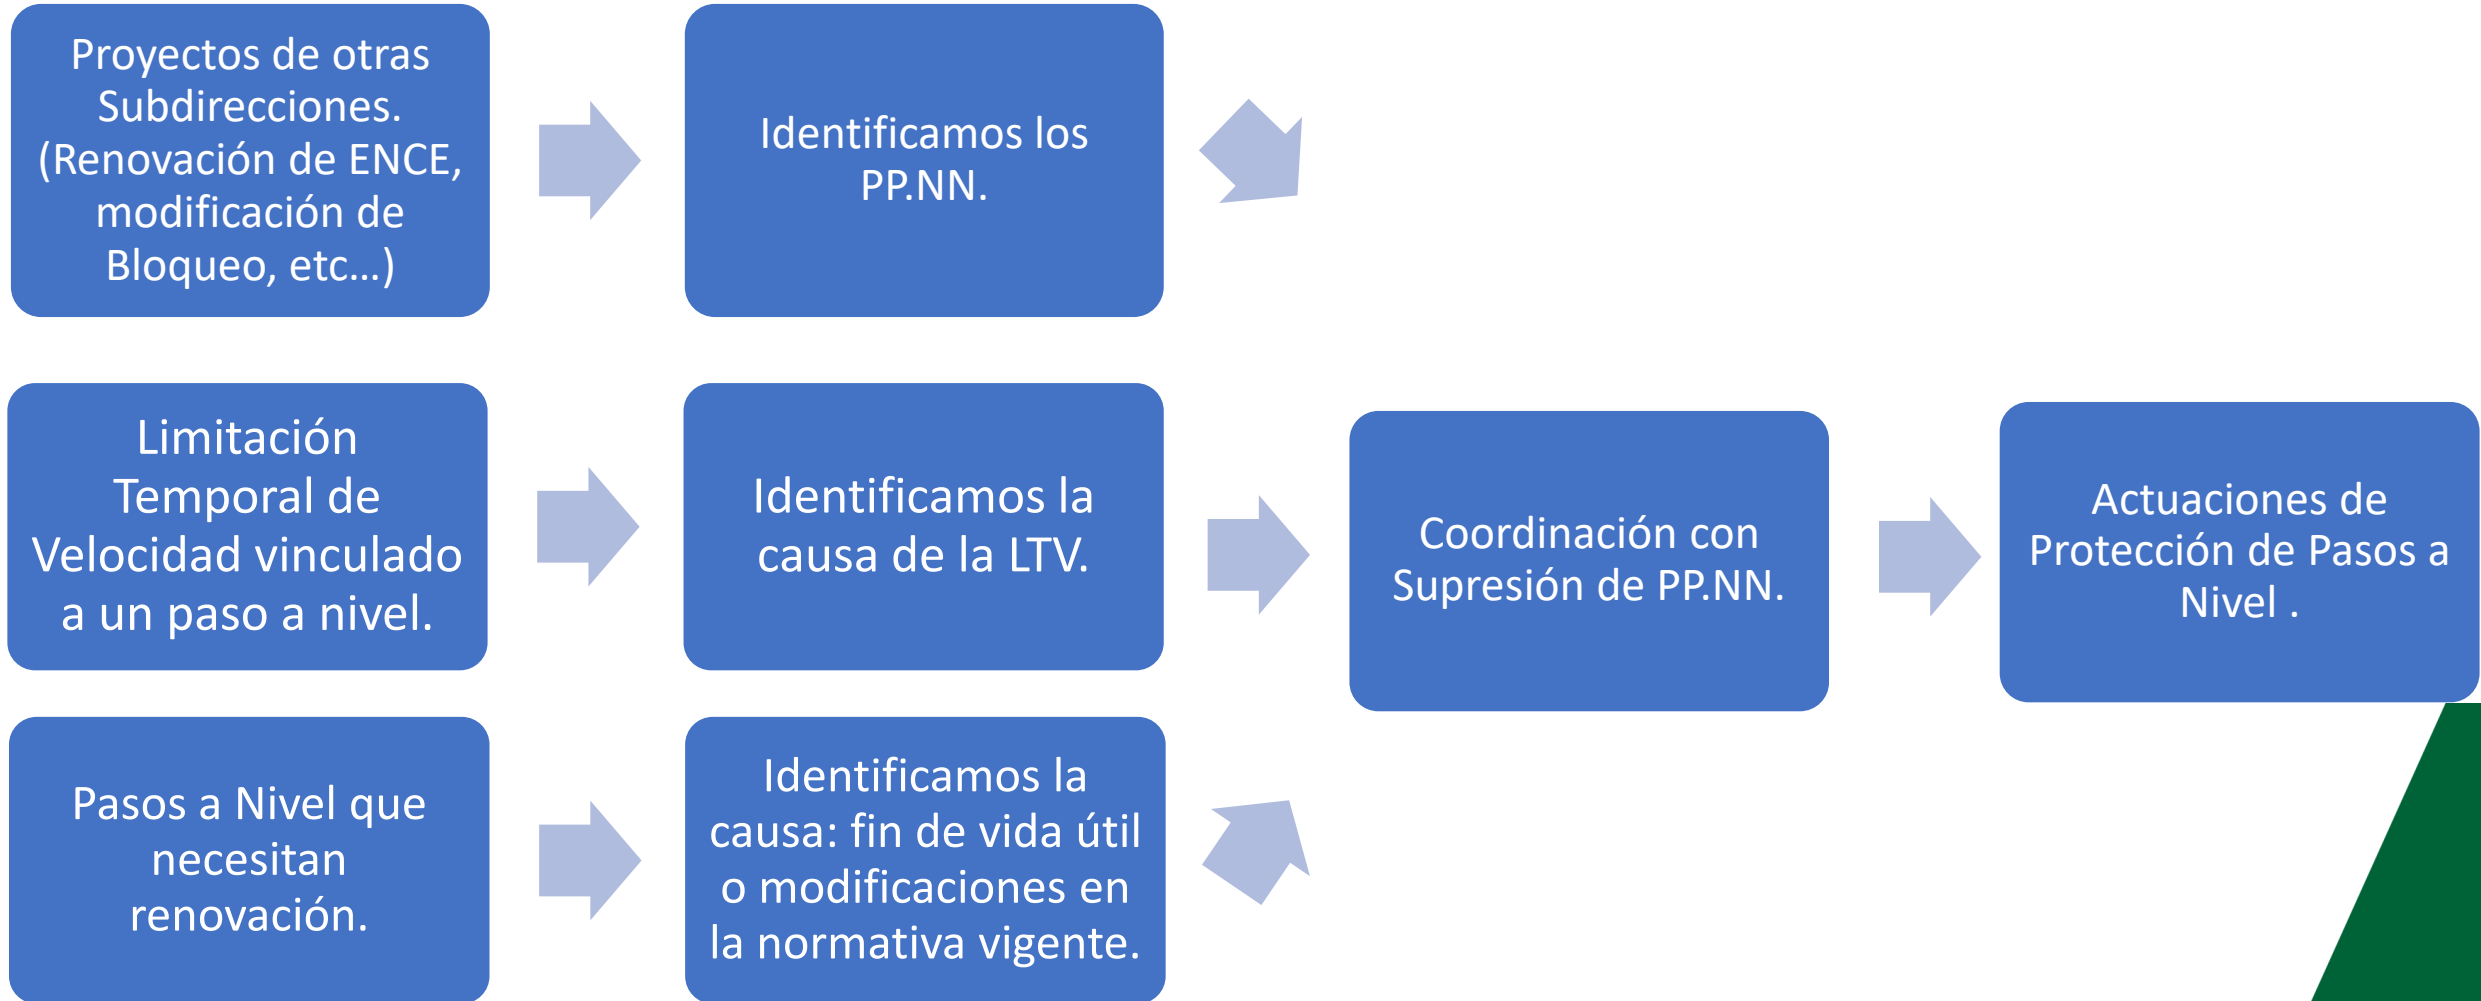 Proyectos de otras
Subdirecciones.
(Renovación de ENCE,
modificación de
Bloqueo, etc...)
Identificamos los
PP.NN.
Limitación
Temporal de
Velocidad vinculado
a un paso a nivel.
Identificamos la
causa de la LTV.
Coordinación con
Supresión de PP.NN.
Actuaciones de
Protección de Pasos a
Nivel .
Pasos a Nivel que
necesitan
renovación.
Identificamos la
causa: fin de vida útil
o modificaciones en
la normativa vigente.